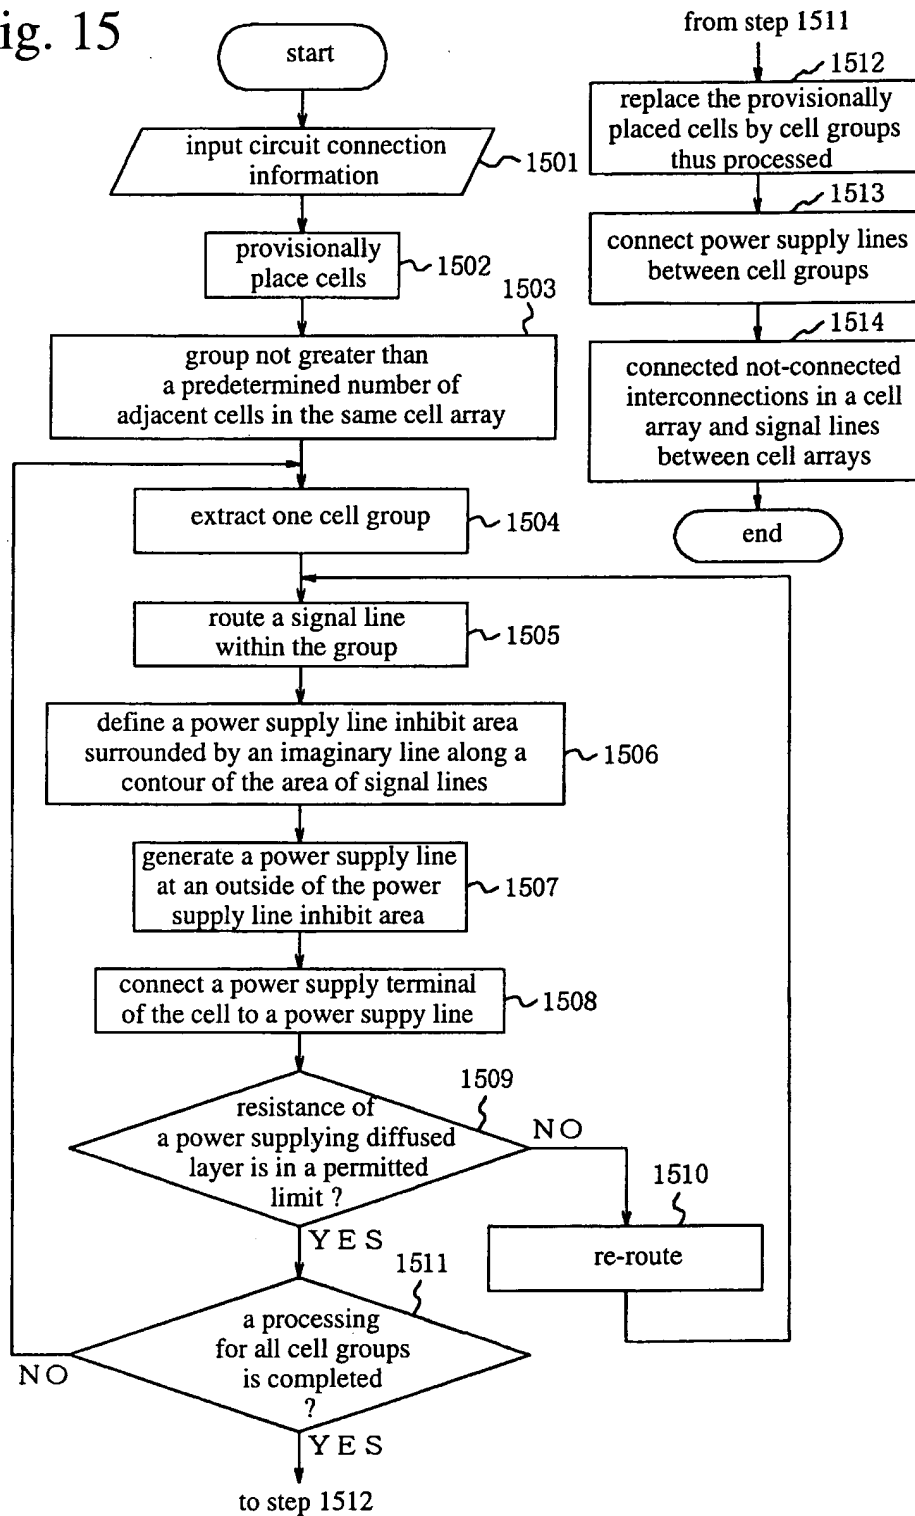 ig. 15
start
input circuit connection
information
1501
provisionally
place cells
1502
1503
group not greater than
a predetermined number of
adjacent cells in the same cell array
extract one cell group
1504
route a signal line
within the group
1505
define a power supply line inhibit area
surrounded by an imaginary line along a
contour of the area of signal lines
1506
generate a power supply line
at an outside of the power
supply line inhibit area
1507
connect a power supply terminal
of the cell to a power suppy line
1508
1509
resistance of
a power supplying diffused
layer is in a permitted
limit ?
NO
YES
1510
re-route
1511
a processing
for all cell groups
is completed
?
NO
YES
to step 1512
from step 1511
1512
replace the provisionally
placed cells by cell groups
thus processed
1513
connect power supply lines
between cell groups
1514
connected not-connected
interconnections in a cell
array and signal lines
between cell arrays
end